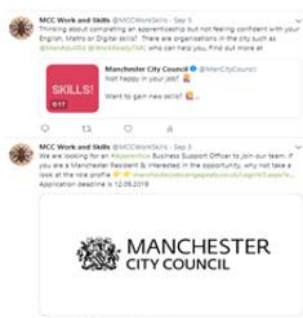 MCC Work and Skills @MCCWorkSkills · Sep 5
Thinking about completing an apprenticeship but not feeling confident with your
English, Maths or Digital skills? There are organisations in the city such as
who can help you. Find out more at
SKILLS!
0:17
Manchester City Council @ManCityCouncil
Not happy in your job?
Want to gain new skills?
MCC Work and Skills @MCCWorkSkills · Sep 5
We are looking for an #Apprentice Business Support Officer to join our team. If
you are a Manchester Resident & interested in the opportunity, why not take a
look at the role profile
Application deadline is 12.09.2019
MANCHESTER
CITY COUNCIL